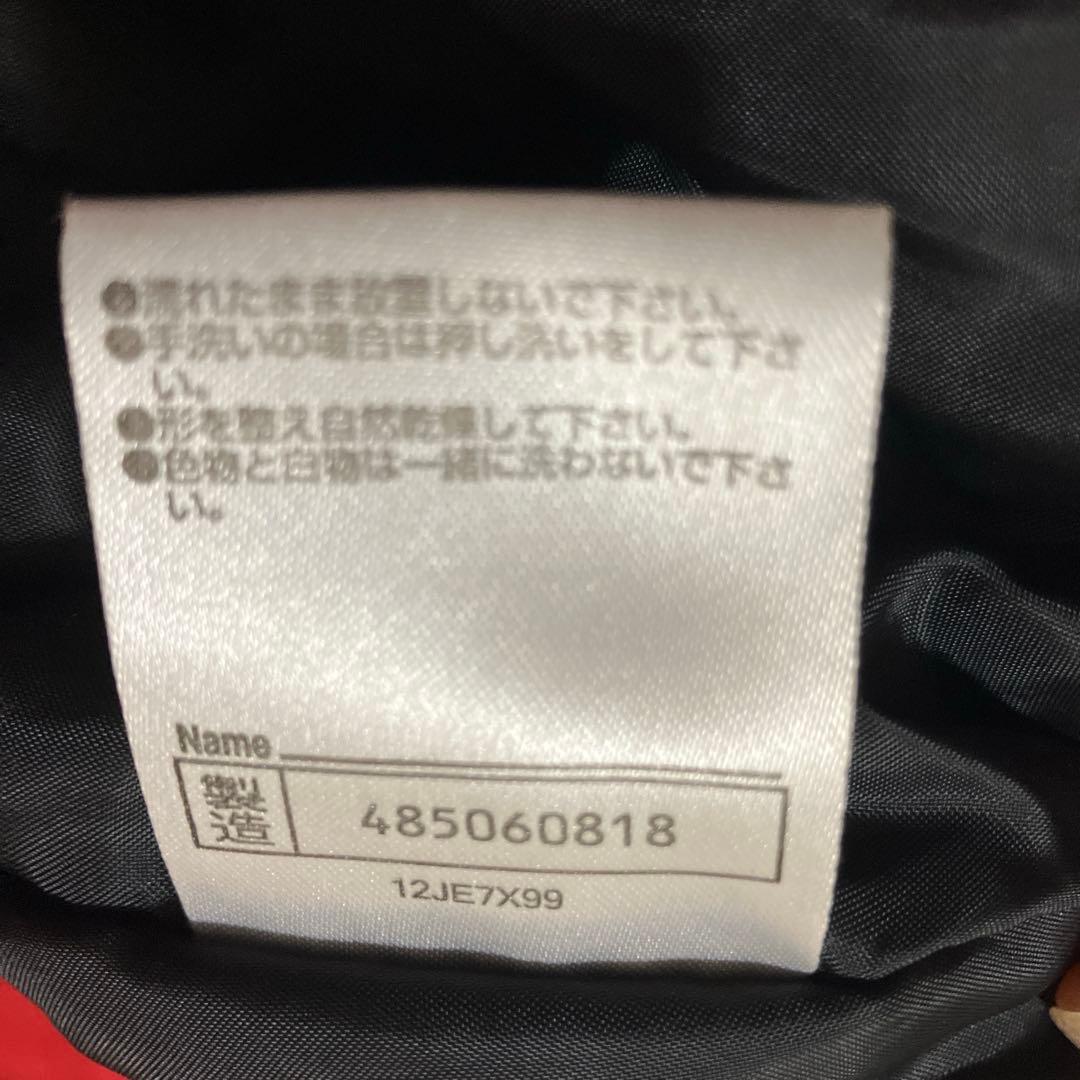 ●濡れたまま放置しないで下さい。
●手洗いの場合は押し洗いをして下さ
い。
●形を整え自然乾燥して下さい。
●色物と白物は一緒に洗わないで下さ
い。
Name
製造 485060818
12JE7X99